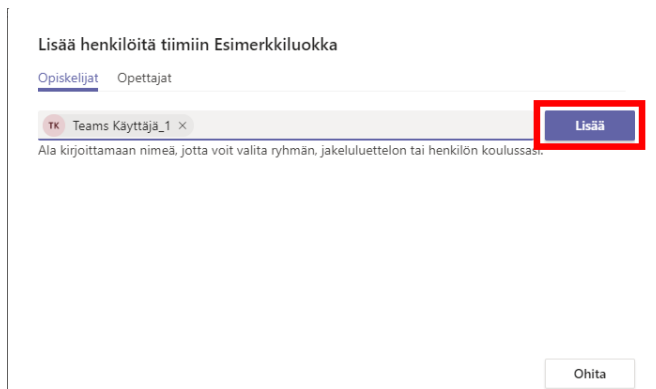 Lisää henkilöitä tiimiin Esimerkkiluokka
Opiskelijat Opettajat
TK Teams Käyttäjä_1 × Lisää
Ala kirjoittamaan nimeä, jotta voit valita ryhmän, jakeluluettelon tai henkilön koulussasi.
Ohita